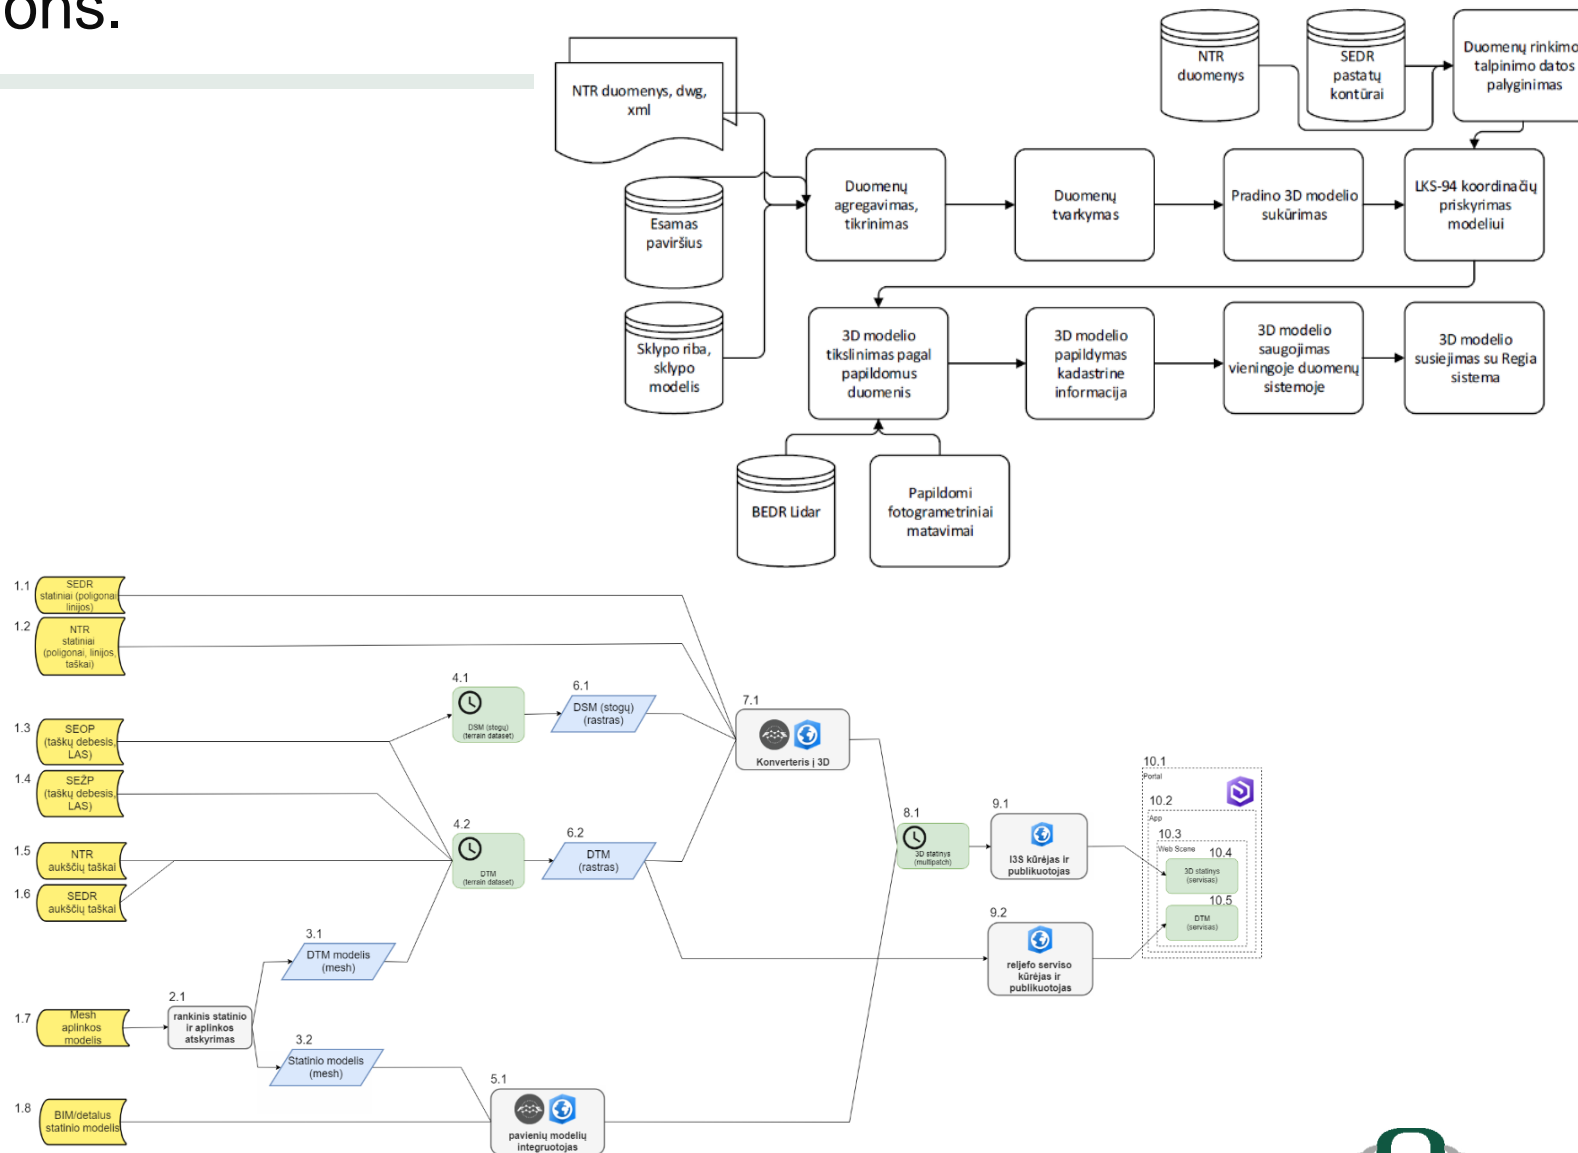 ons.
NTR
duomenys
SEDR
pastatų
kontūrai
Duomenų rinkimo
talpinimo datos
palyginimas
NTR duomenys, dwg,
xml
Esamas
paviršius
Sklypo riba,
sklypo
modelis
Duomenų
agregavimas,
tikrinimas
Duomenų
tvarkymas
Pradino 3D modelio
sukūrimas
LKS-94 koordinačių
priskyrimas
modeliui
3D modelio
tikslinimas pagal
papildomus
duomenis
3D modelio
papildymas
kadastrine
informacija
3D modelio
saugojimas
vieningoje duomenų
sistemoje
3D modelio
susiejimas su Regia
sistema
BEDR Lidar
Papildomi
fotogrametriniai
matavimai
1.1
SEDR
statiniai (poligonai
linijos)
1.2
NTR
statiniai
(poligonai, linijos,
taškai)
1.3
SEOP
(taškų debesis,
LAS)
1.4
SEŽP
(taškų debesis,
LAS)
1.5
NTR
aukščių taškai
1.6
SEDR
aukščių taškai
1.7
Mesh
aplinkos
modelis
1.8
BIM/detalus
statinio modelis
2.1
rankinis statinio
ir aplinkos
atskyrimas
3.1
DTM modelis
(mesh)
3.2
Statinio modelis
(mesh)
4.1
DSM (stogų)
(terrain dataset)
4.2
DTM
(terrain dataset)
5.1
pavienių modelių
integruotojas
6.1
DSM (stogų)
(rastras)
6.2
DTM
(rastras)
7.1
Konverteris į 3D
8.1
3D statinys
(multipatch)
9.1
I3S kūrėjas ir
publikuotojas
9.2
reljefo serviso
kūrėjas ir
publikuotojas
10.1
Portal
10.2
App
10.3
Web Scene
10.4
3D statinys
(servisas)
10.5
DTM
(servisas)